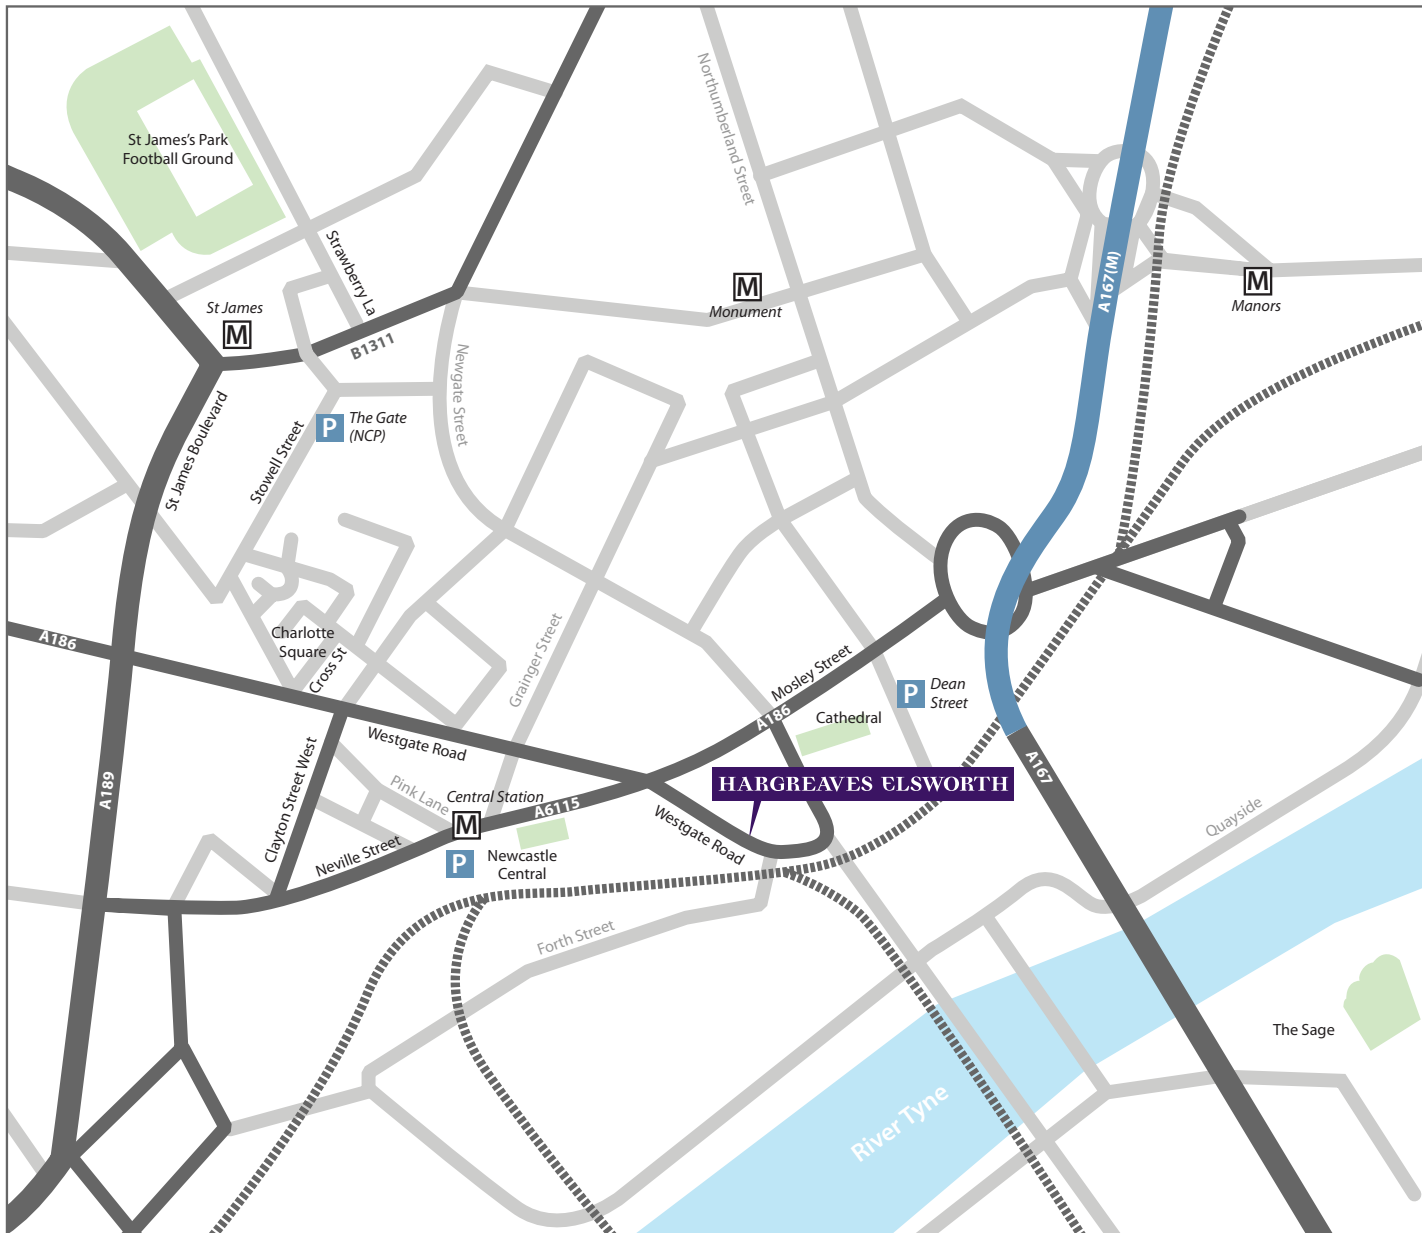 St James's Park
Football Ground
Northumberland Street
Strawberry La
St James
M
B1311
M
Monument
A167(M)
M
Manors
Newgate Street
St James Boulevard
Stowell Street
P
The Gate
(NCP)
A186
Charlotte
Square
Cross St
Grainger Street
Mosley Street
A186
P
Dean
Street
Cathedral
Westgate Road
HARGREAVES ELSWORTH
A167
A189
Clayton Street West
Pink Lane
Central Station
M
A6115
Westgate Road
Quayside
Neville Street
P
Newcastle
Central
Forth Street
The Sage
River Tyne